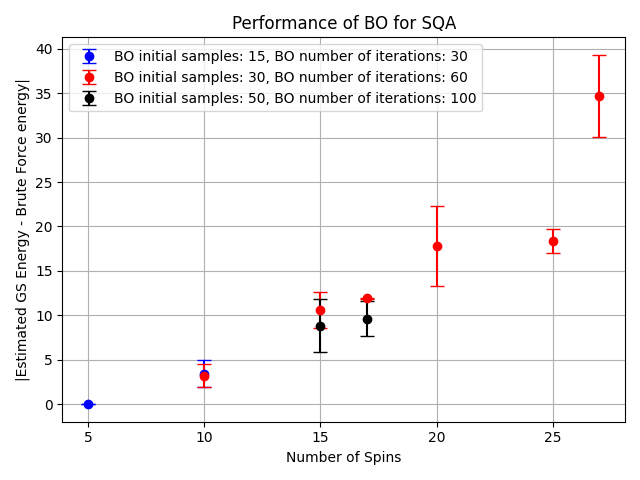 Performance of BO for SQA
BO initial samples: 15, BO number of iterations: 30
BO initial samples: 30, BO number of iterations: 60
BO initial samples: 50, BO number of iterations: 100
|Estimated GS Energy - Brute Force energy|
40
35
30
25
20
15
10
5
0
5 10 15 20 25
Number of Spins